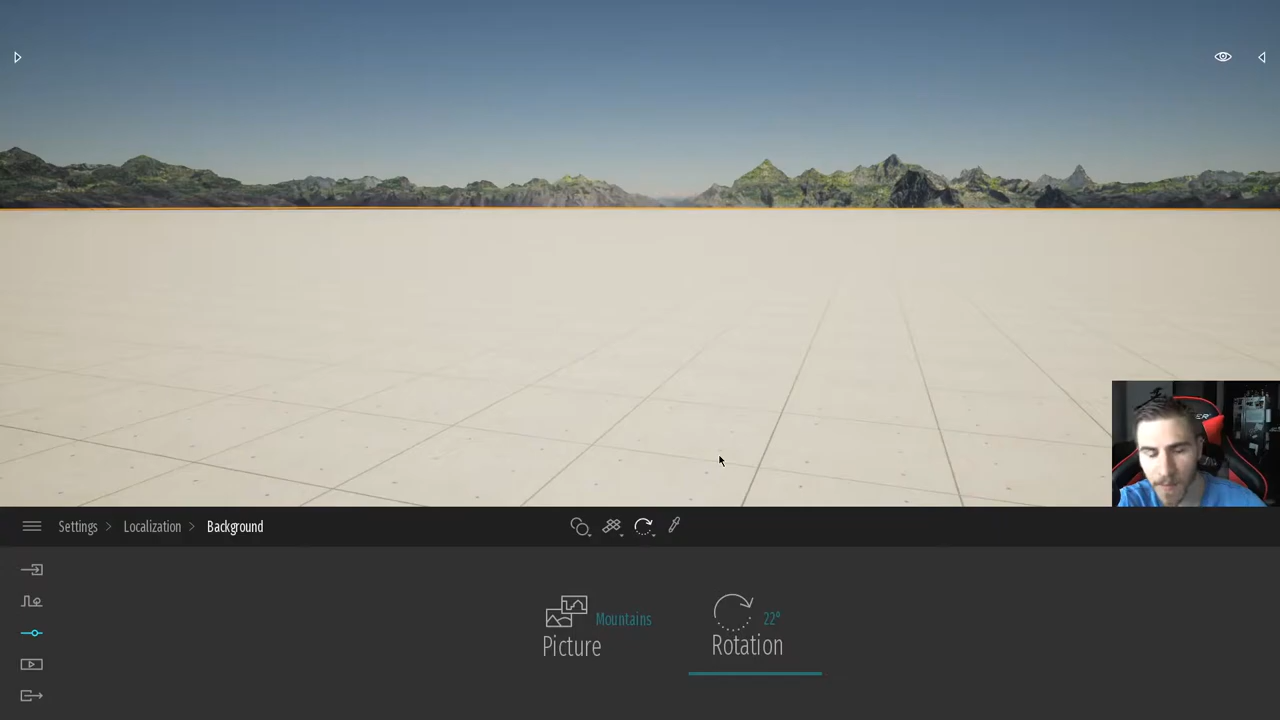 Settings > Localization > Background
Mountains
Picture
22°
Rotation